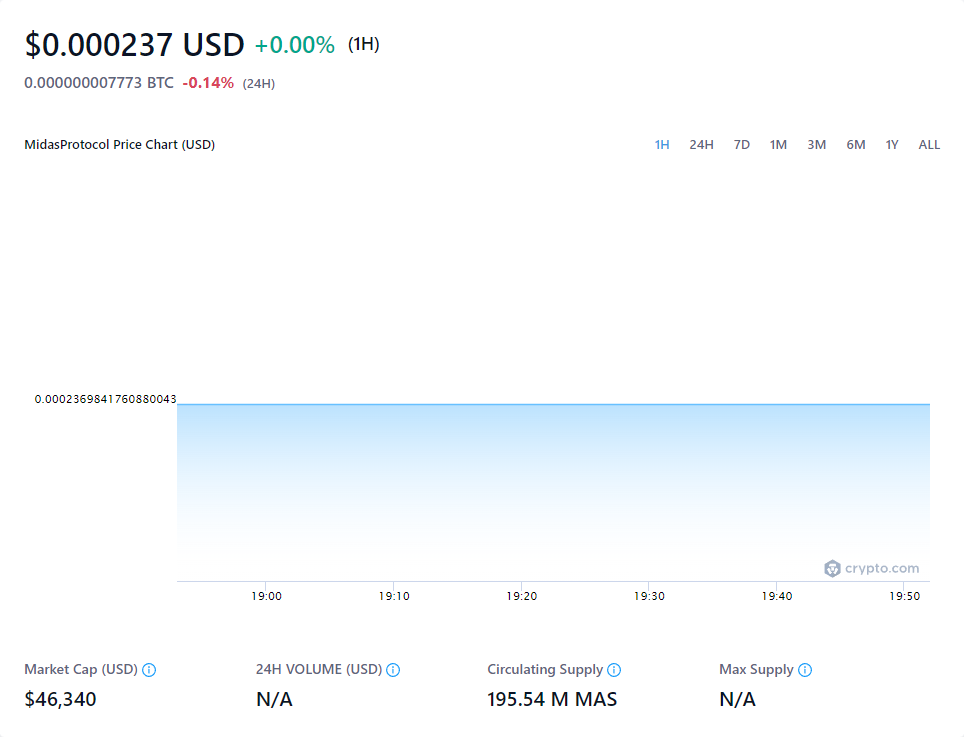 $0.000237 USD +0.00% (1H)
0.000000007773 BTC -0.14% (24H)
MidasProtocol Price Chart (USD) 1H 24H 7D 1M 3M 6M 1Y ALL
0.0002369841760880043
crypto.com
19:00 19:10 19:20 19:30 19:40 19:50
Market Cap (USD) 24H VOLUME (USD) Circulating Supply Max Supply
$46,340 N/A 195.54 M MAS N/A